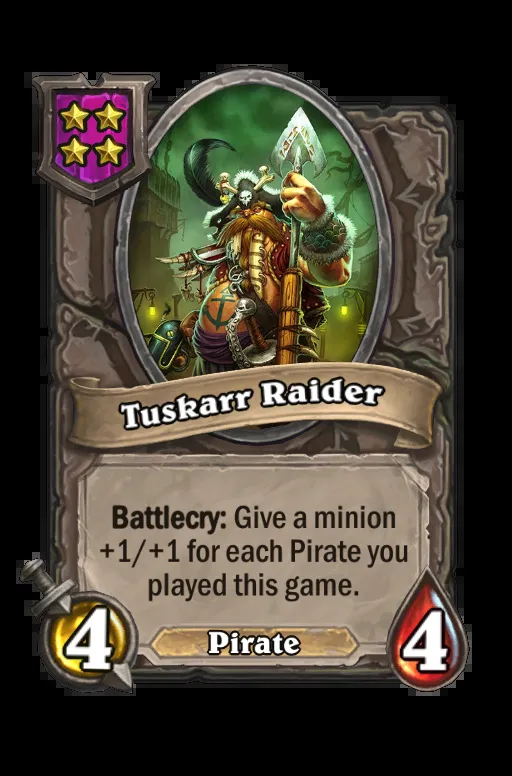 Tuskarr Raider
Battlecry: Give a minion
+1/+1 for each Pirate you
played this game.
4
Pirate
4